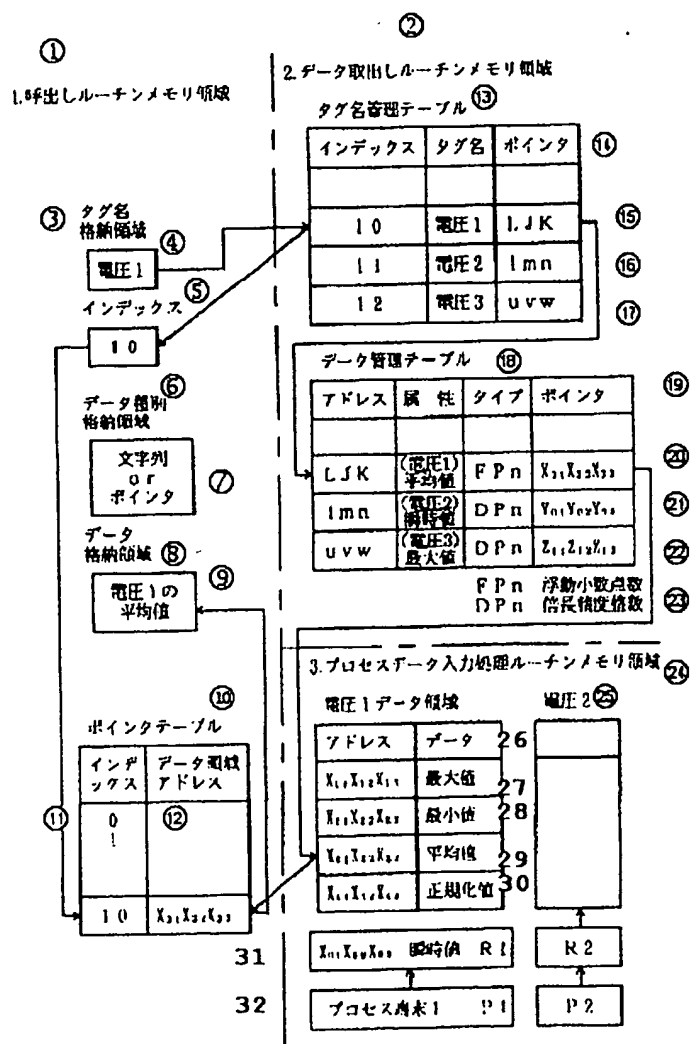 ①
②
1.呼出しルーチンメモリ領域
2.データ取出しルーチンメモリ領域
タグ名管理テーブル ⑬
インデックス タグ名 ポインタ ⑭
③ タグ名
格納領域
④
電圧1
10 電圧1 LJK ⑮
11 電圧2 lmn ⑯
12 電圧3 uvw ⑰
インデックス ⑤
10
データ管理テーブル ⑱
アドレス 属性 タイプ ポインタ ⑲
LJK (電圧1) 平均値 FPn ⑳
lmn (電圧2) 瞬時値 DPn ㉑
uvw (電圧3) 最大値 DPn ㉒
FPn 浮動小数点数
DPn 倍長精度 ㉓
⑥
データ種別
格納領域
文字列
or
ポインタ
⑦
データ
格納領域 ⑧
電圧1の
平均値
⑨
3.プロセスデータ入力処理ルーチンメモリ領域 ㉔
⑩
ポインタテーブル
インデ
ックス
データ領域
アドレス
⑪ 0 ⑫
1
10
電圧1データ領域
電圧2 ㉕
アドレス データ 26
最大値 27
最小値 28
平均値 29
正規化値 30
31
瞬時値 R1
R2
32
プロセス端末1 P1
P2